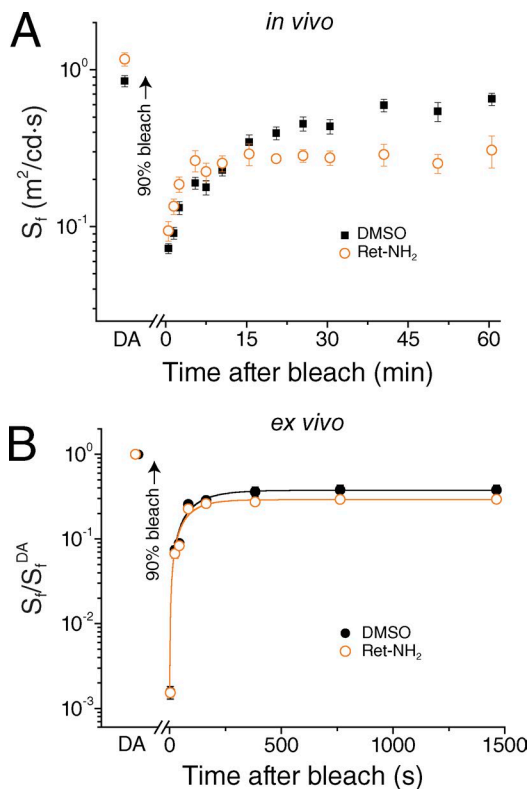 A
in vivo
10⁰
10⁻¹
S_f (m²/cd·s)
90% bleach
DMSO
Ret-NH₂
DA
0
15
30
45
60
Time after bleach (min)
B
ex vivo
10⁰
10⁻¹
10⁻²
10⁻³
S_f/S_f^DA
90% bleach
DMSO
Ret-NH₂
DA
0
500
1000
1500
Time after bleach (s)